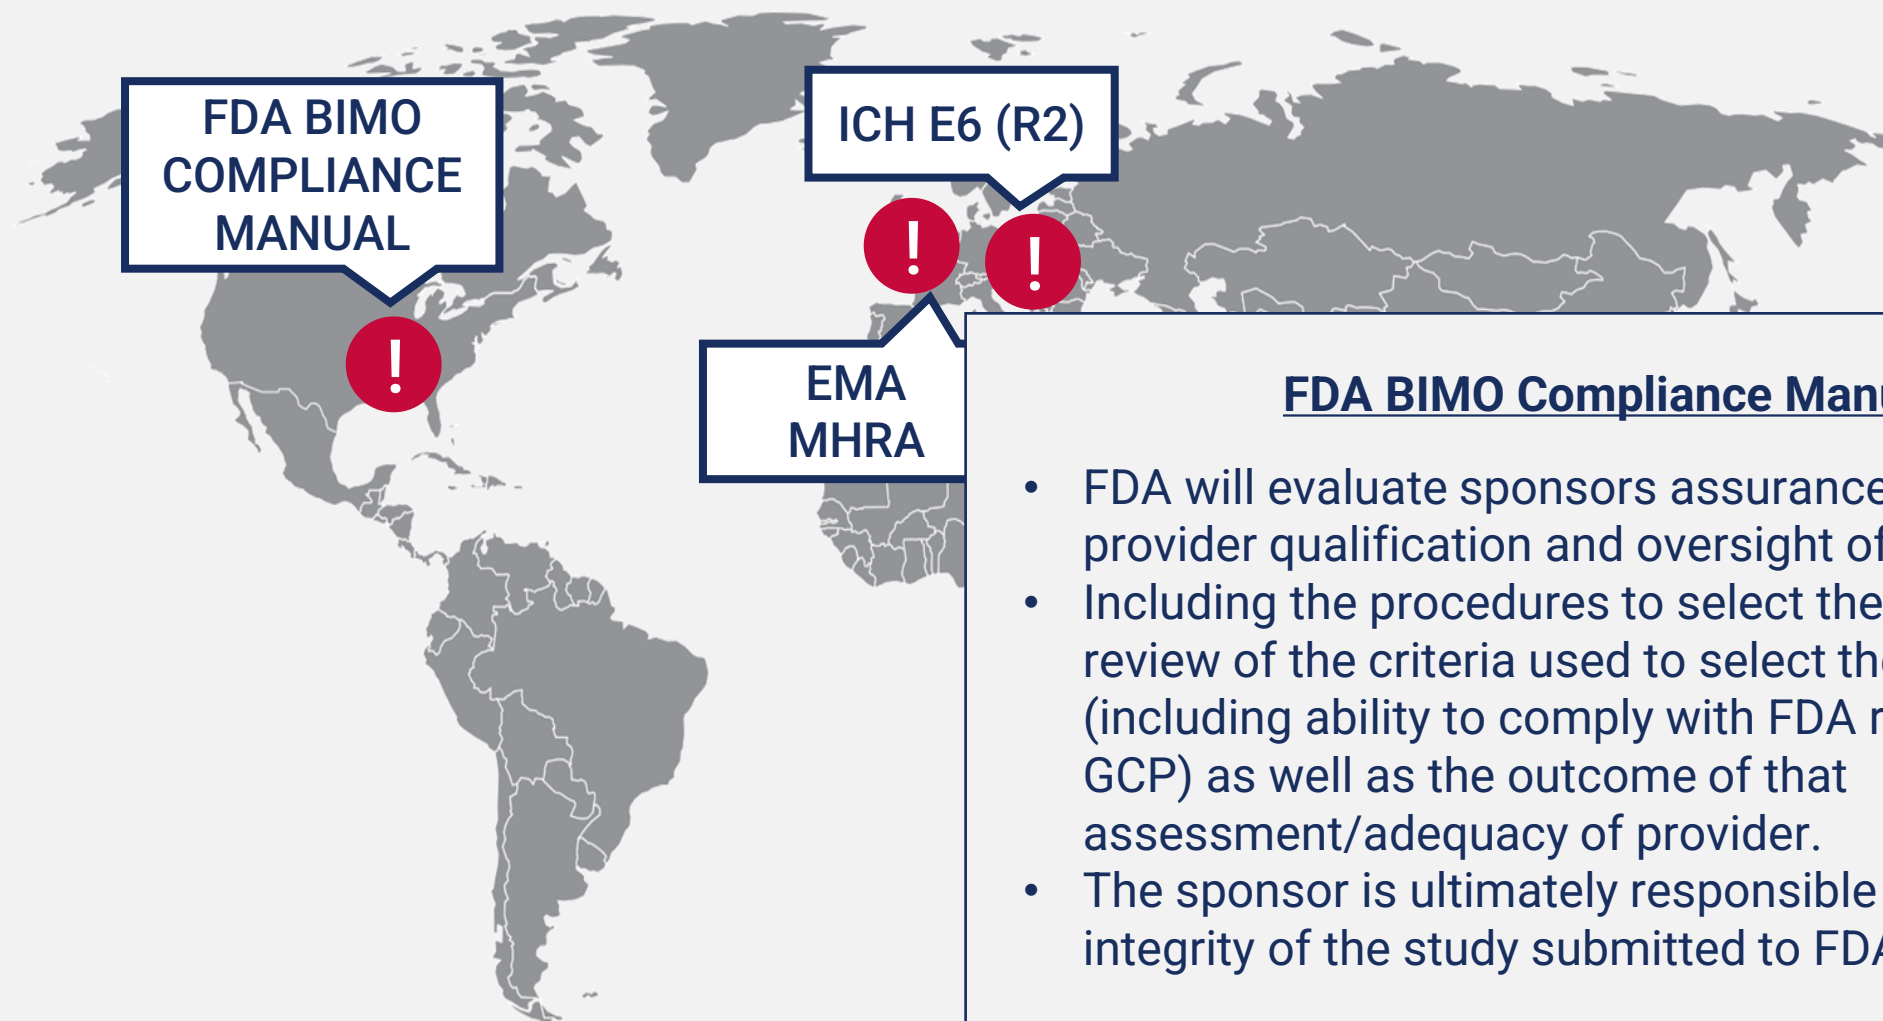 FDA BIMO
COMPLIANCE
MANUAL
!
ICH E6 (R2)
!
!
EMA
MHRA
FDA BIMO Compliance
• FDA will evaluate sponsors assurance
provider qualification and oversight of
• Including the procedures to select the
review of the criteria used to select
(including ability to comply with FDA
GCP) as well as the outcome of that
assessment/adequacy of provider.
• The sponsor is ultimately responsible
integrity of the study submitted to FDA